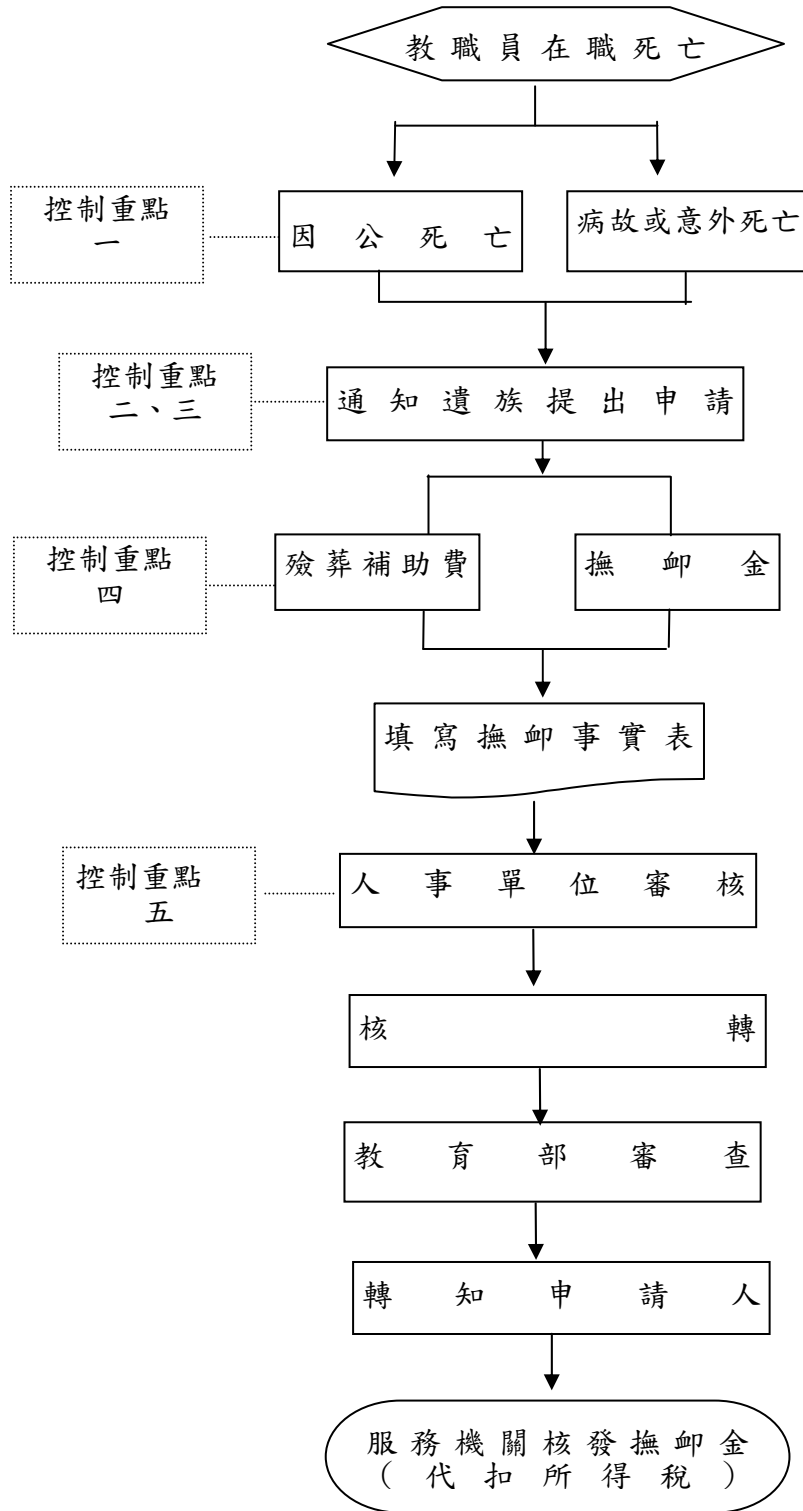 教職員在職死亡
控制重點
一
因公死亡
病故或意外死亡
控制重點
二、三
通知遺族提出申請
控制重點
四
殮葬補助費
撫卹金
填寫撫卹事實表
控制重點
五
人事單位審核
核轉
教育部審查
轉知申請人
服務機關核發撫卹金
(代扣所得稅)